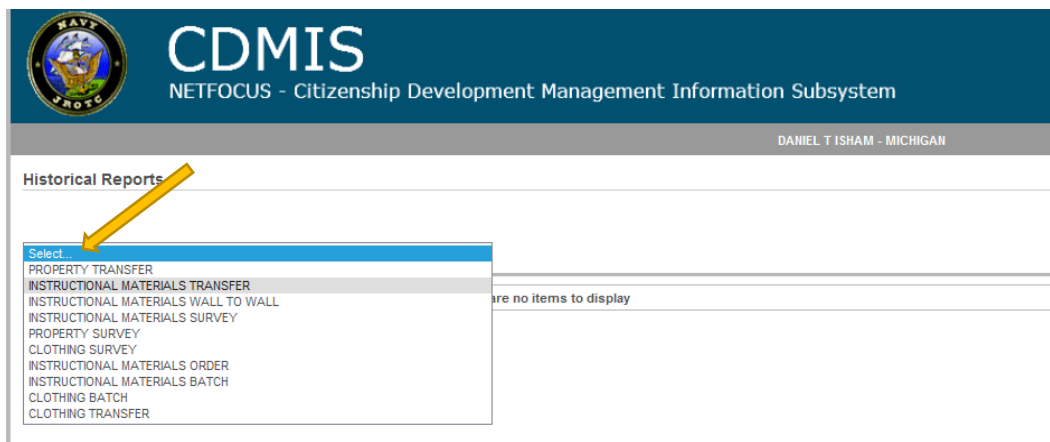 NAVY
JROTC
CDMIS
NETFOCUS - Citizenship Development Management Information Subsystem
DANIEL T ISHAM - MICHIGAN
Historical Reports
Select...
PROPERTY TRANSFER
INSTRUCTIONAL MATERIALS TRANSFER
INSTRUCTIONAL MATERIALS WALL TO WALL
are no items to display
INSTRUCTIONAL MATERIALS SURVEY
PROPERTY SURVEY
CLOTHING SURVEY
INSTRUCTIONAL MATERIALS ORDER
INSTRUCTIONAL MATERIALS BATCH
CLOTHING BATCH
CLOTHING TRANSFER